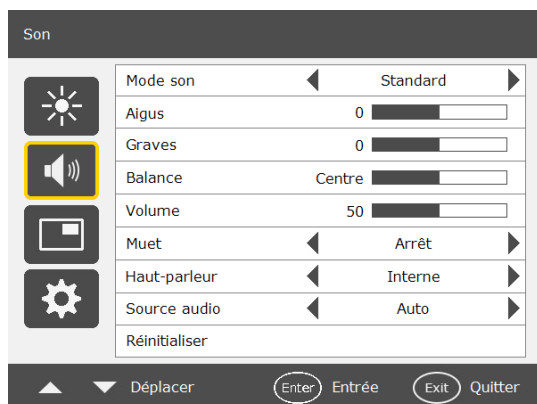 Son
Mode son Standard
Aigus 0
Graves 0
Balance Centre
Volume 50
Muet Arrêt
Haut-parleur Interne
Source audio Auto
Réinitialiser
Déplacer Enter Entrée Exit Quitter